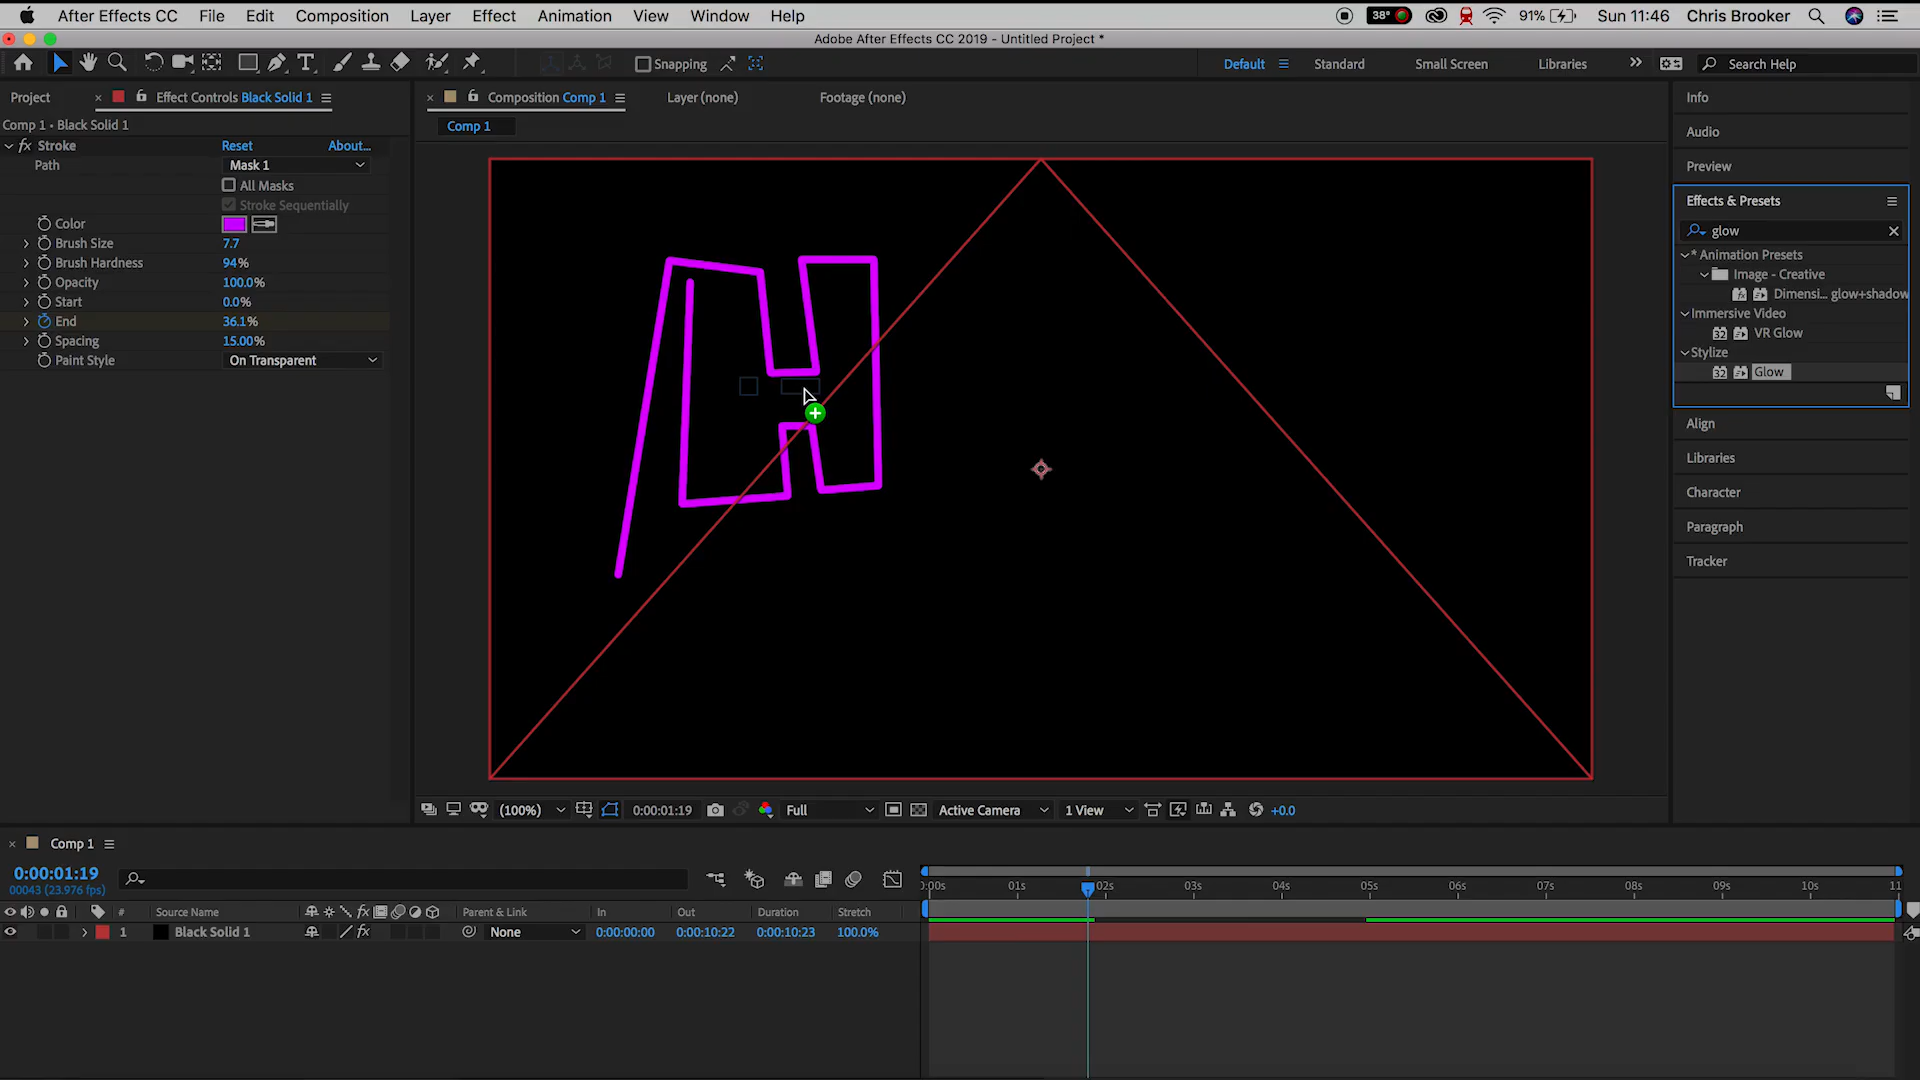 After Effects CC File Edit Composition Layer Effect Animation View Window Help 38° 91% Sun 11:46 Chris Brooker
Adobe After Effects CC 2019 - Untitled Project *
Snapping Default Standard Small Screen Libraries Search Help
Project Effect Controls Black Solid 1 Composition Comp 1 Layer (none) Footage (none) Info
Comp 1 • Black Solid 1 Comp 1
Audio
fx Stroke Reset About...
Path Mask 1 Preview
All Masks
Stroke Sequentially Effects & Presets
Color
Brush Size 7.7 glow
Brush Hardness 94% * Animation Presets
Opacity 100.0% Image - Creative
Start 0.0% Dimensi... glow+shadow
End 36.1% Immersive Video
Spacing 15.00% VR Glow
Paint Style On Transparent Stylize
32 Glow
Align
Libraries
Character
Paragraph
Tracker
(100%) 0:00:01:19 Full Active Camera 1 View +0.0
Comp 1
0:00:01:19
00043 (23.976 fps)
0:00s 01s 02s 03s 04s 05s 06s 07s 08s 09s 10s 11
# Source Name fx Parent & Link In Out Duration Stretch
1 Black Solid 1 fx None 0:00:00:00 0:00:10:22 0:00:10:23 100.0%